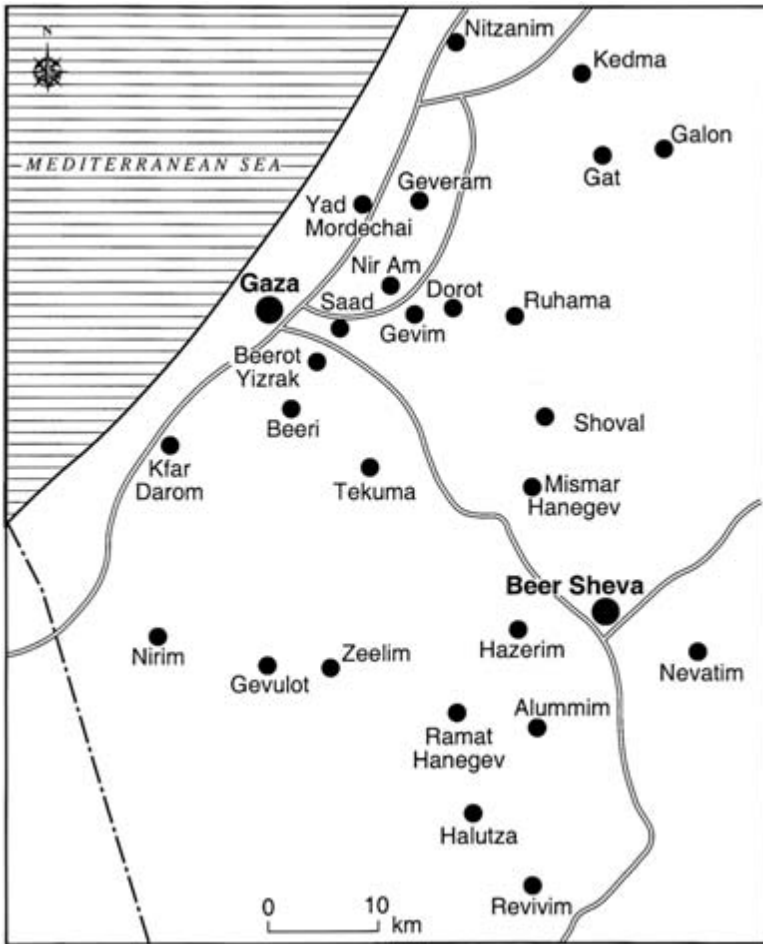 Nitzanim
N
Kedma
MEDITERRANEAN SEA
Galon
Gat
Geveram
Yad
Mordechai
Nir Am
Gaza
Dorot
Ruhama
Saad
Gevim
Beerot
Yizrak
Beeri
Shoval
Kfar
Darom
Tekuma
Mismar
Hanegev
Beer Sheva
Hazerim
Nirim
Zeelim
Gevulot
Nevatim
Alummim
Ramat
Hanegev
Halutza
Revivim
0 10
km